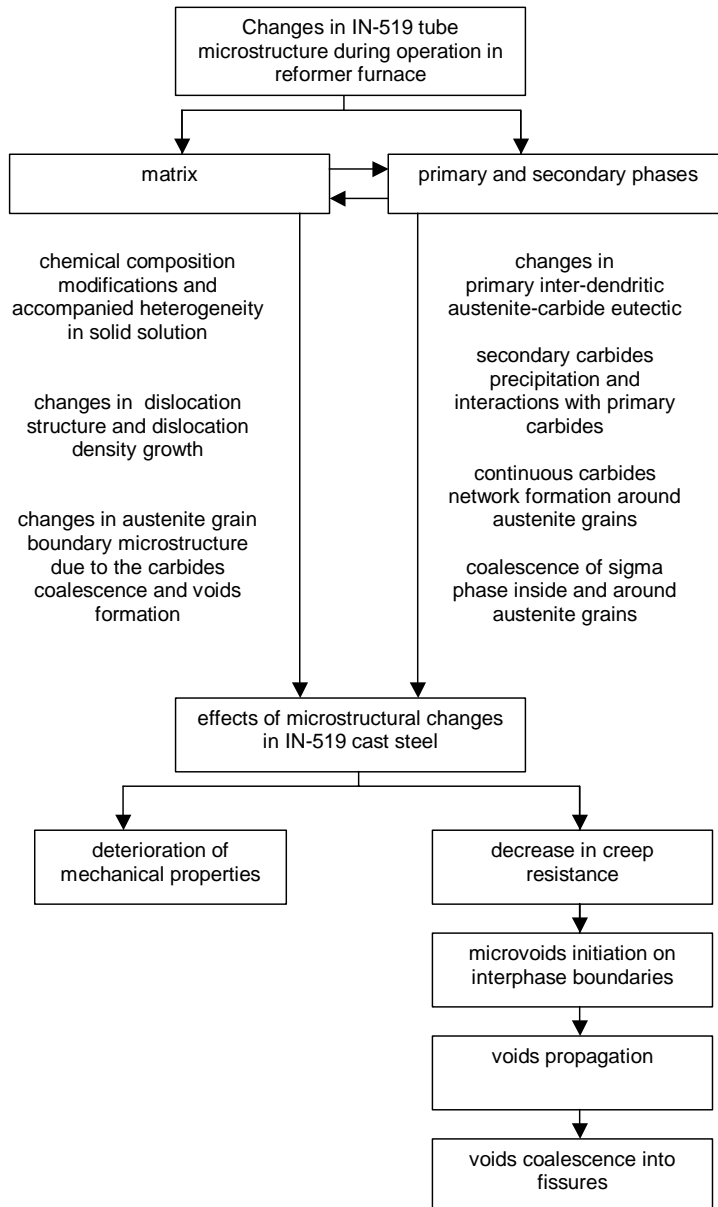 Changes in IN-519 tube
microstructure during operation in
reformer furnace
matrix
primary and secondary phases
chemical composition
modifications and
accompanied heterogeneity
in solid solution
changes in dislocation
structure and dislocation
density growth
changes in austenite grain
boundary microstructure
due to the carbides
coalescence and voids
formation
changes in
primary inter-dendritic
austenite-carbide eutectic
secondary carbides
precipitation and
interactions with primary
carbides
continuous carbides
network formation around
austenite grains
coalescence of sigma
phase inside and around
austenite grains
effects of microstructural changes
in IN-519 cast steel
deterioration of
mechanical properties
decrease in creep
resistance
microvoids initiation on
interphase boundaries
voids propagation
voids coalescence into
fissures